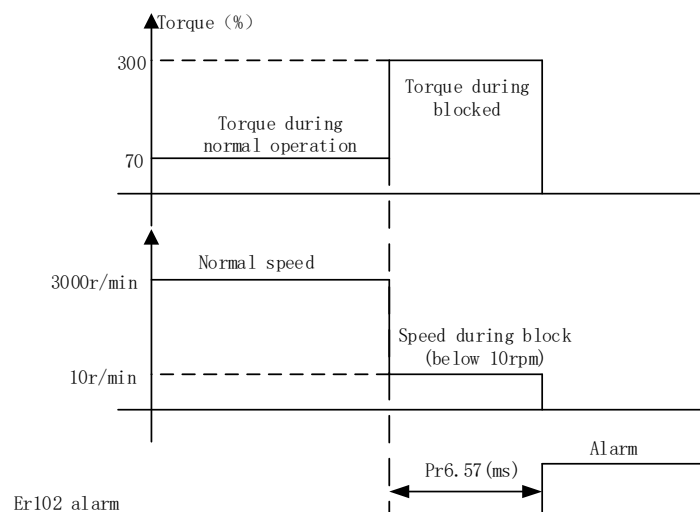 Torque (%)
300
Torque during
blocked
Torque during
normal operation
70
Normal speed
3000r/min
Speed during block
(below 10rpm)
10r/min
Alarm
Pr6.57(ms)
Er102 alarm